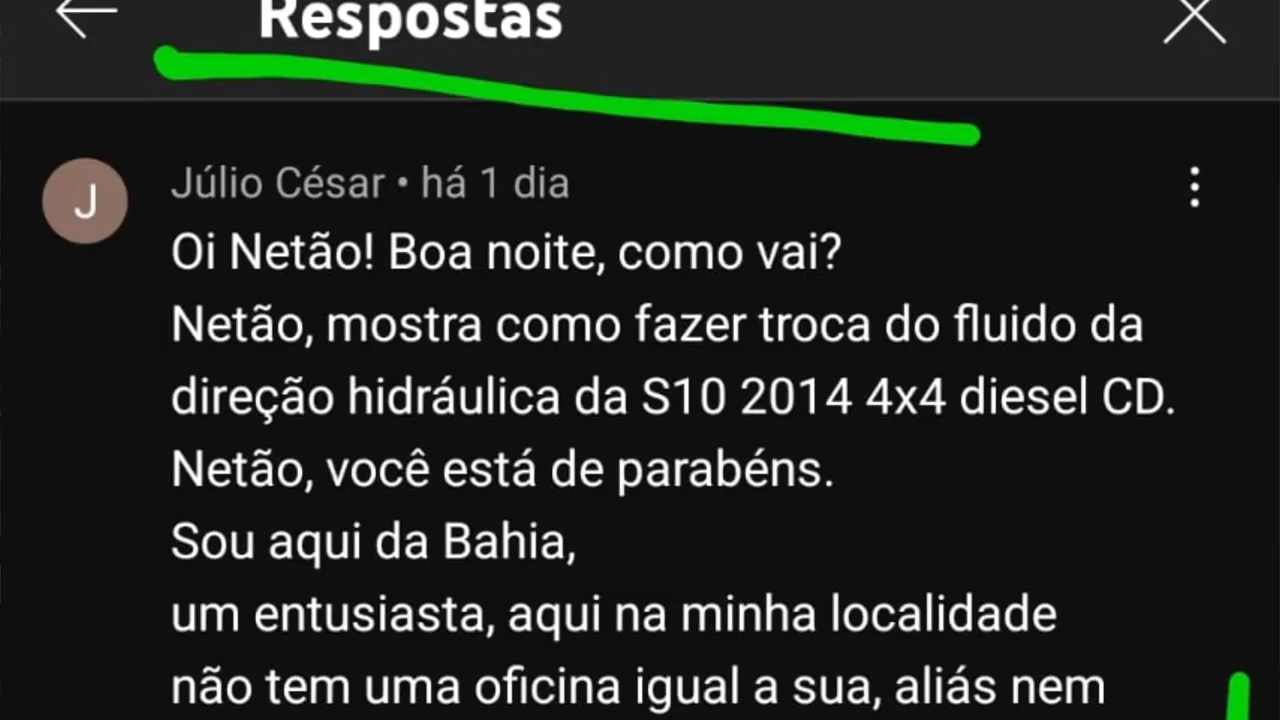 Respostas
J
Júlio César • há 1 dia
Oi Netão! Boa noite, como vai?
Netão, mostra como fazer troca do fluido da
direção hidráulica da S10 2014 4x4 diesel CD.
Netão, você está de parabéns.
Sou aqui da Bahia,
um entusiasta, aqui na minha localidade
não tem uma oficina igual a sua, aliás nem